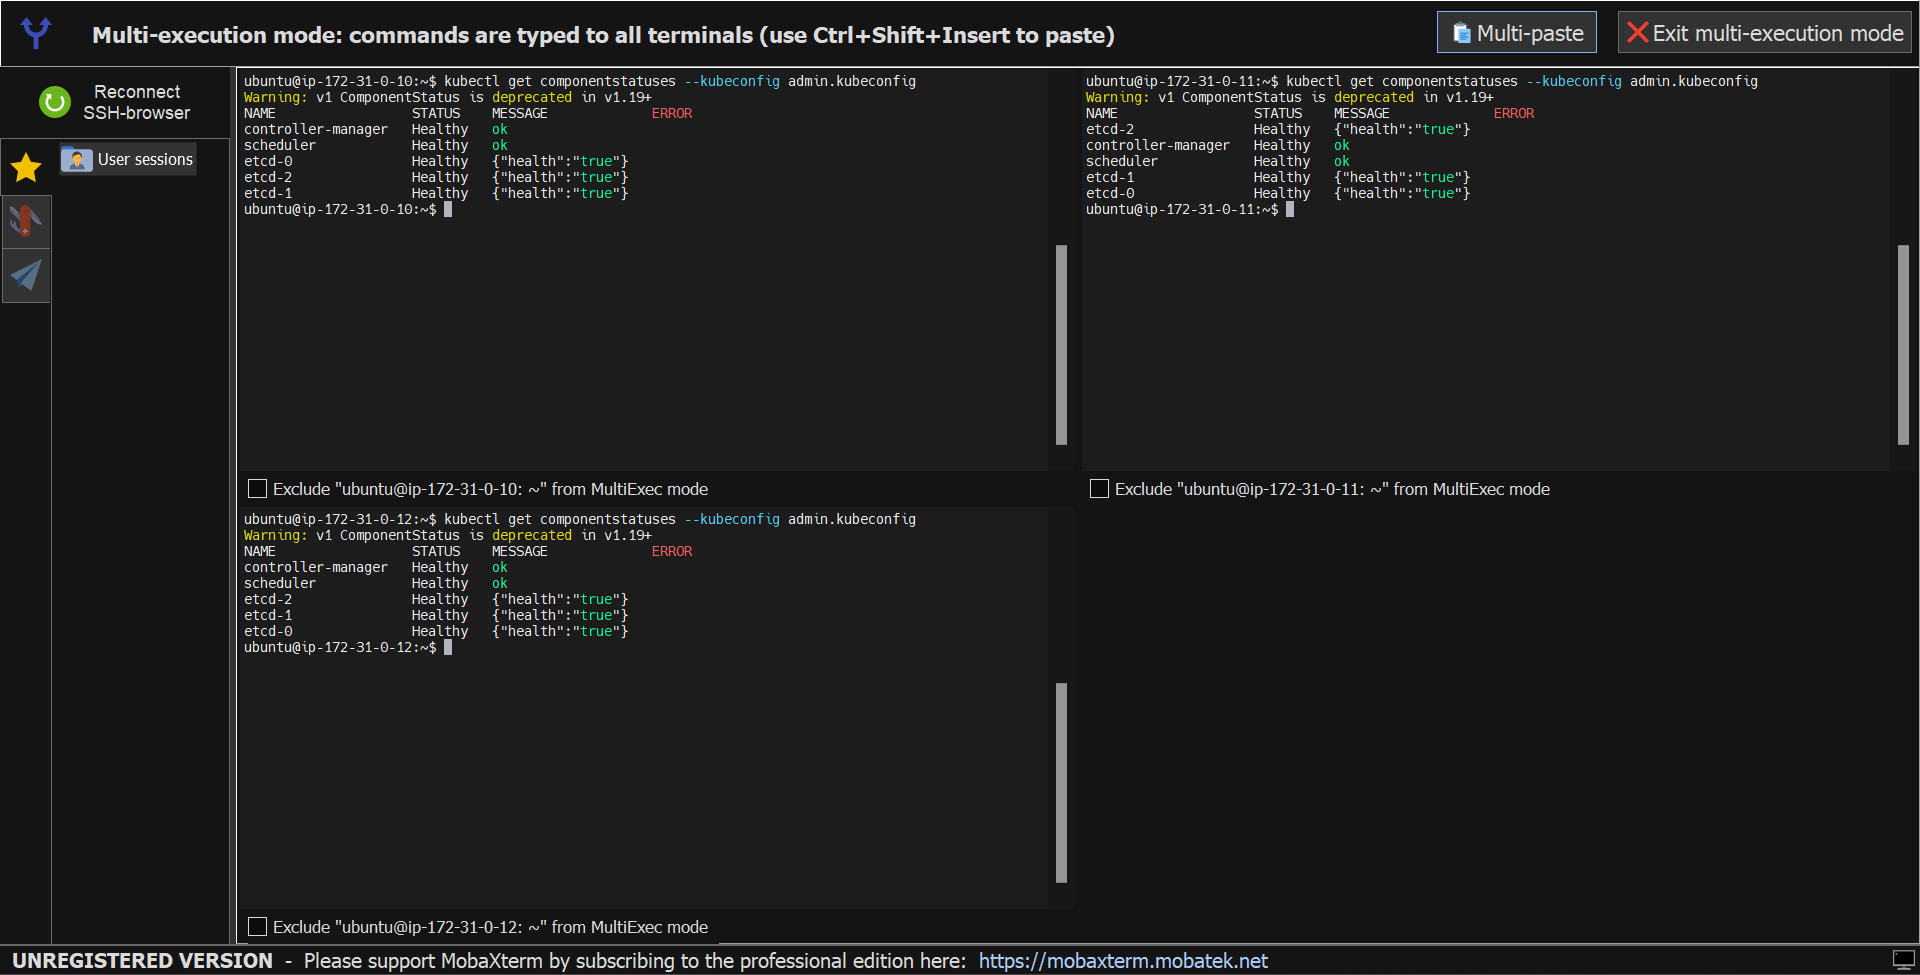 Multi-execution mode: commands are typed to all terminals (use Ctrl+Shift+Insert to paste)
Multi-paste
Exit multi-execution mode
Reconnect
SSH-browser
User sessions
ubuntu@ip-172-31-0-10:~$ kubectl get componentstatuses --kubeconfig admin.kubeconfig
Warning: v1 ComponentStatus is deprecated in v1.19+
NAME STATUS MESSAGE ERROR
controller-manager Healthy ok
scheduler Healthy ok
etcd-0 Healthy {"health":"true"}
etcd-2 Healthy {"health":"true"}
etcd-1 Healthy {"health":"true"}
ubuntu@ip-172-31-0-10:~$
Exclude "ubuntu@ip-172-31-0-10: ~" from MultiExec mode
ubuntu@ip-172-31-0-11:~$ kubectl get componentstatuses --kubeconfig admin.kubeconfig
Warning: v1 ComponentStatus is deprecated in v1.19+
NAME STATUS MESSAGE ERROR
etcd-2 Healthy {"health":"true"}
controller-manager Healthy ok
scheduler Healthy ok
etcd-1 Healthy {"health":"true"}
etcd-0 Healthy {"health":"true"}
ubuntu@ip-172-31-0-11:~$
Exclude "ubuntu@ip-172-31-0-11: ~" from MultiExec mode
ubuntu@ip-172-31-0-12:~$ kubectl get componentstatuses --kubeconfig admin.kubeconfig
Warning: v1 ComponentStatus is deprecated in v1.19+
NAME STATUS MESSAGE ERROR
controller-manager Healthy ok
scheduler Healthy ok
etcd-2 Healthy {"health":"true"}
etcd-1 Healthy {"health":"true"}
etcd-0 Healthy {"health":"true"}
ubuntu@ip-172-31-0-12:~$
Exclude "ubuntu@ip-172-31-0-12: ~" from MultiExec mode
UNREGISTERED VERSION - Please support MobaXterm by subscribing to the professional edition here: https://mobaxterm.mobatek.net